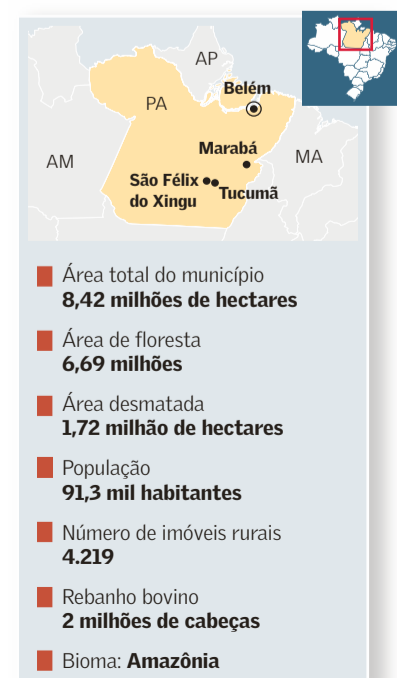 AP
Belém
PA
Marabá
AM
MA
São Félix
do Xingu
Tucumã
Área total do município
8,42 milhões de hectares
Área de floresta
6,69 milhões
Área desmatada
1,72 milhão de hectares
População
91,3 mil habitantes
Número de imóveis rurais
4.219
Rebanho bovino
2 milhões de cabeças
Bioma: Amazônia